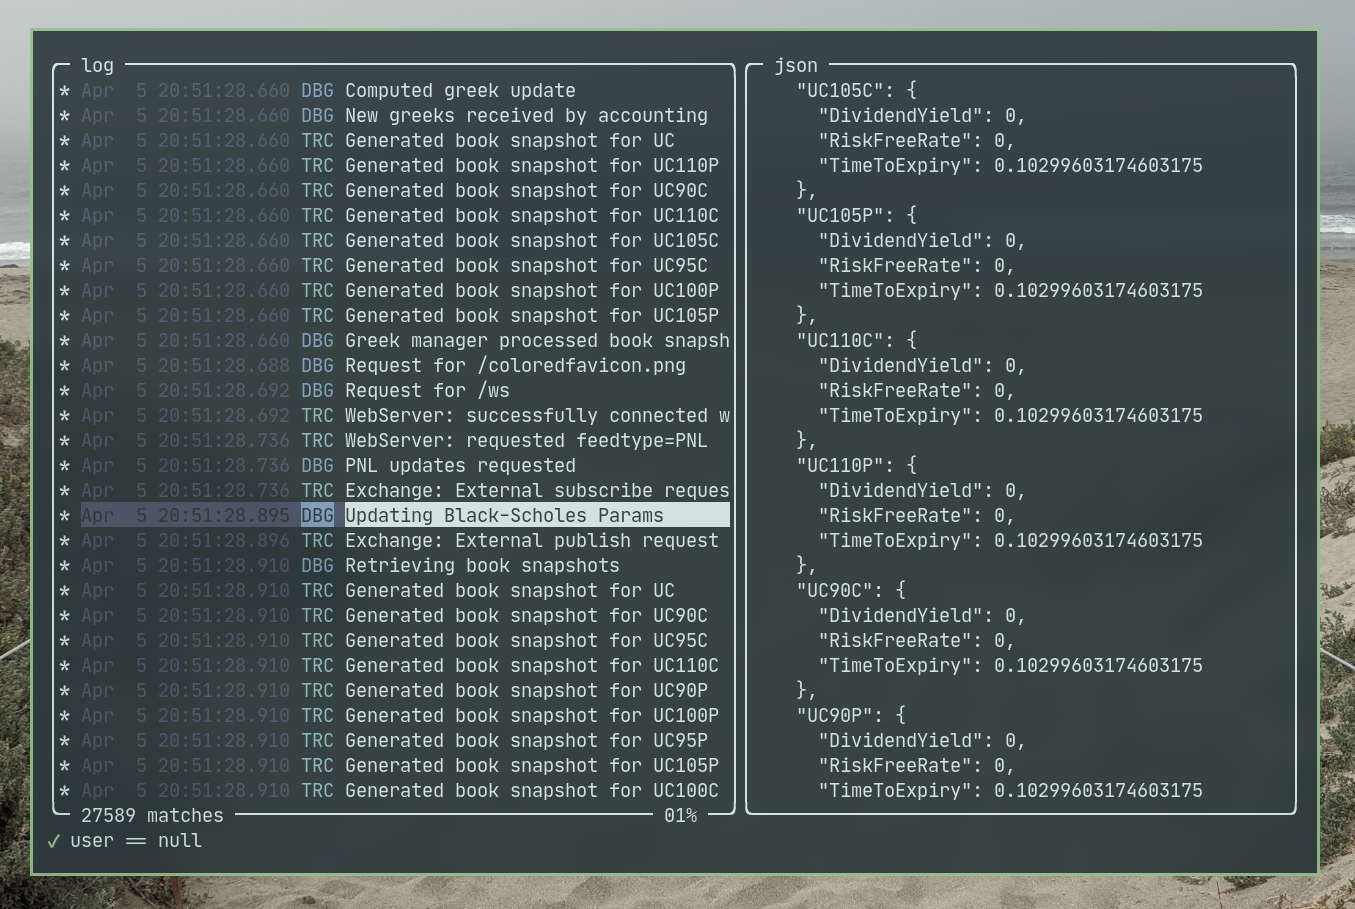 log
* Apr  5 20:51:28.660 DBG Computed greek update
* Apr  5 20:51:28.660 DBG New greeks received by accounting
* Apr  5 20:51:28.660 TRC Generated book snapshot for UC
* Apr  5 20:51:28.660 TRC Generated book snapshot for UC110P
* Apr  5 20:51:28.660 TRC Generated book snapshot for UC90C
* Apr  5 20:51:28.660 TRC Generated book snapshot for UC110C
* Apr  5 20:51:28.660 TRC Generated book snapshot for UC105C
* Apr  5 20:51:28.660 TRC Generated book snapshot for UC95C
* Apr  5 20:51:28.660 TRC Generated book snapshot for UC100P
* Apr  5 20:51:28.660 TRC Generated book snapshot for UC105P
* Apr  5 20:51:28.660 DBG Greek manager processed book snapsh
* Apr  5 20:51:28.688 DBG Request for /coloredfavicon.png
* Apr  5 20:51:28.692 DBG Request for /ws
* Apr  5 20:51:28.692 TRC WebServer: successfully connected w
* Apr  5 20:51:28.736 TRC WebServer: requested feedtype=PNL
* Apr  5 20:51:28.736 DBG PNL updates requested
* Apr  5 20:51:28.736 TRC Exchange: External subscribe reques
* Apr  5 20:51:28.895 DBG Updating Black-Scholes Params
* Apr  5 20:51:28.896 TRC Exchange: External publish request
* Apr  5 20:51:28.910 DBG Retrieving book snapshots
* Apr  5 20:51:28.910 TRC Generated book snapshot for UC
* Apr  5 20:51:28.910 TRC Generated book snapshot for UC90C
* Apr  5 20:51:28.910 TRC Generated book snapshot for UC95C
* Apr  5 20:51:28.910 TRC Generated book snapshot for UC110C
* Apr  5 20:51:28.910 TRC Generated book snapshot for UC90P
* Apr  5 20:51:28.910 TRC Generated book snapshot for UC100P
* Apr  5 20:51:28.910 TRC Generated book snapshot for UC95P
* Apr  5 20:51:28.910 TRC Generated book snapshot for UC105P
* Apr  5 20:51:28.910 TRC Generated book snapshot for UC100C
27589 matches 01%
✓ user == null
json
"UC105C": {
"DividendYield": 0,
"RiskFreeRate": 0,
"TimeToExpiry": 0.10299603174603175
},
"UC105P": {
"DividendYield": 0,
"RiskFreeRate": 0,
"TimeToExpiry": 0.10299603174603175
},
"UC110C": {
"DividendYield": 0,
"RiskFreeRate": 0,
"TimeToExpiry": 0.10299603174603175
},
"UC110P": {
"DividendYield": 0,
"RiskFreeRate": 0,
"TimeToExpiry": 0.10299603174603175
},
"UC90C": {
"DividendYield": 0,
"RiskFreeRate": 0,
"TimeToExpiry": 0.10299603174603175
},
"UC90P": {
"DividendYield": 0,
"RiskFreeRate": 0,
"TimeToExpiry": 0.10299603174603175